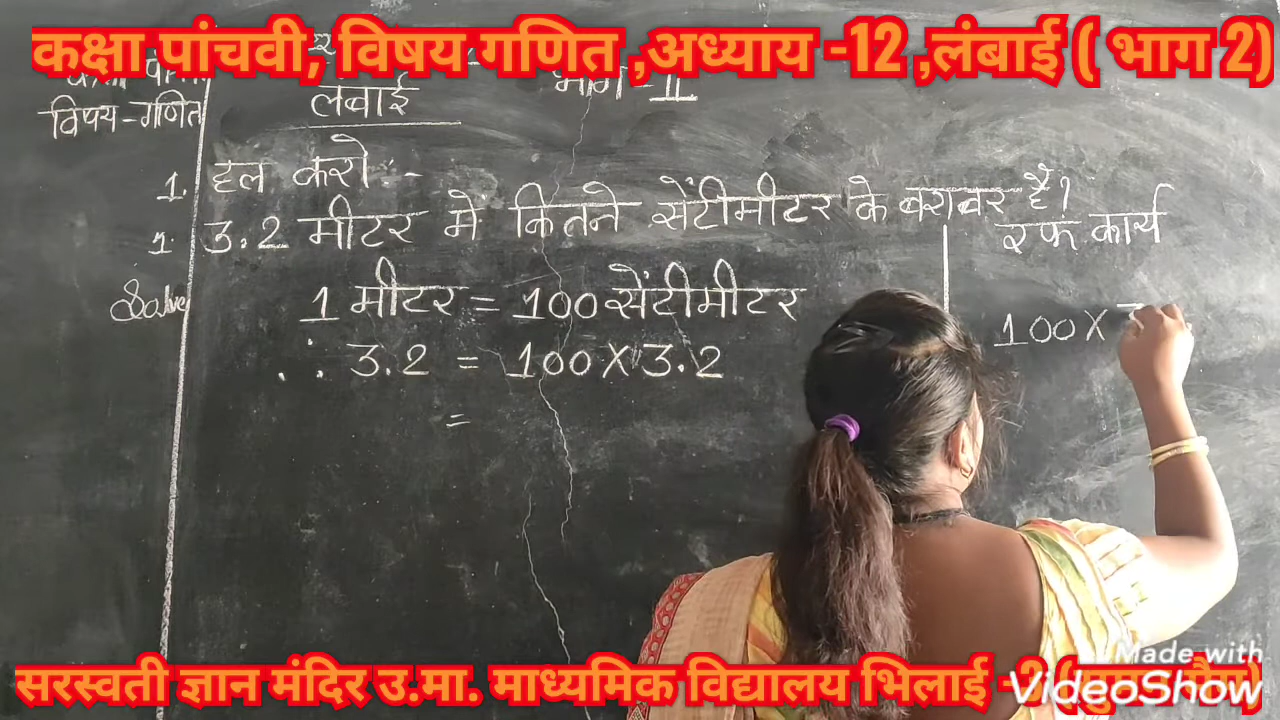 कक्षा पांचवी, विषय गणित ,अध्याय -12 ,लंबाई ( भाग 2)
विषय-गणित
लंबाई
भाग-II
1. हल करो:-
1. 3.2 मीटर में कितने सेंटीमीटर के बराबर है।
रफ कार्य
1 मीटर = 100 सेंटीमीटर
∴ 3.2 = 100 X 3.2
=
100 X
सरस्वती ज्ञान मंदिर उ.मा. माध्यमिक विद्यालय भिलाई -3
Made with
VideoShow